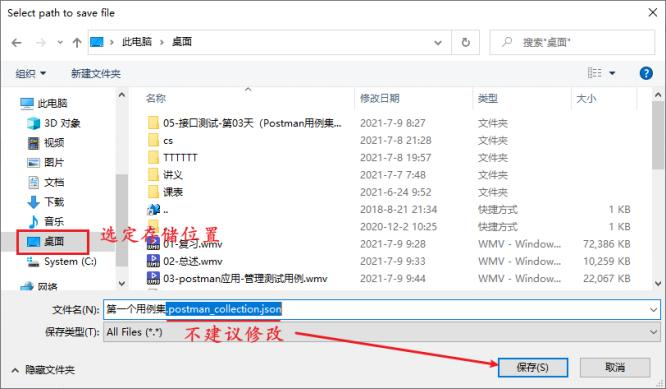 Select path to save file
此电脑 > 桌面
搜索"桌面"
组织 新建文件夹
名称 修改日期 类型 大小
此电脑
3D 对象
视频
图片
文档
下载
音乐
桌面
System (C:)
网络
05-接口测试-第03天（Postman用例集... 2021-7-9 8:27 文件夹
cs 2021-7-8 21:28 文件夹
TTTTTT 2021-7-8 19:57 文件夹
讲义 2021-7-7 7:48 文件夹
课表 2021-6-24 9:52 文件夹
.. 2018-8-21 21:34 快捷方式 1 KB
2020-12-2 10:25 快捷方式 1 KB
01-复习.wmv 2021-7-9 9:28 WMV - Window... 72,386 KB
02-总述.wmv 2021-7-9 9:28 WMV - Window... 10,259 KB
03-postman应用-管理测试用例.wmv 2021-7-9 9:44 WMV - Window... 22,067 KB
选定存储位置
文件名(N): 第一个用例集.postman_collection.json
保存类型(T): All Files (*.*)
不建议修改
隐藏文件夹
保存(S) 取消